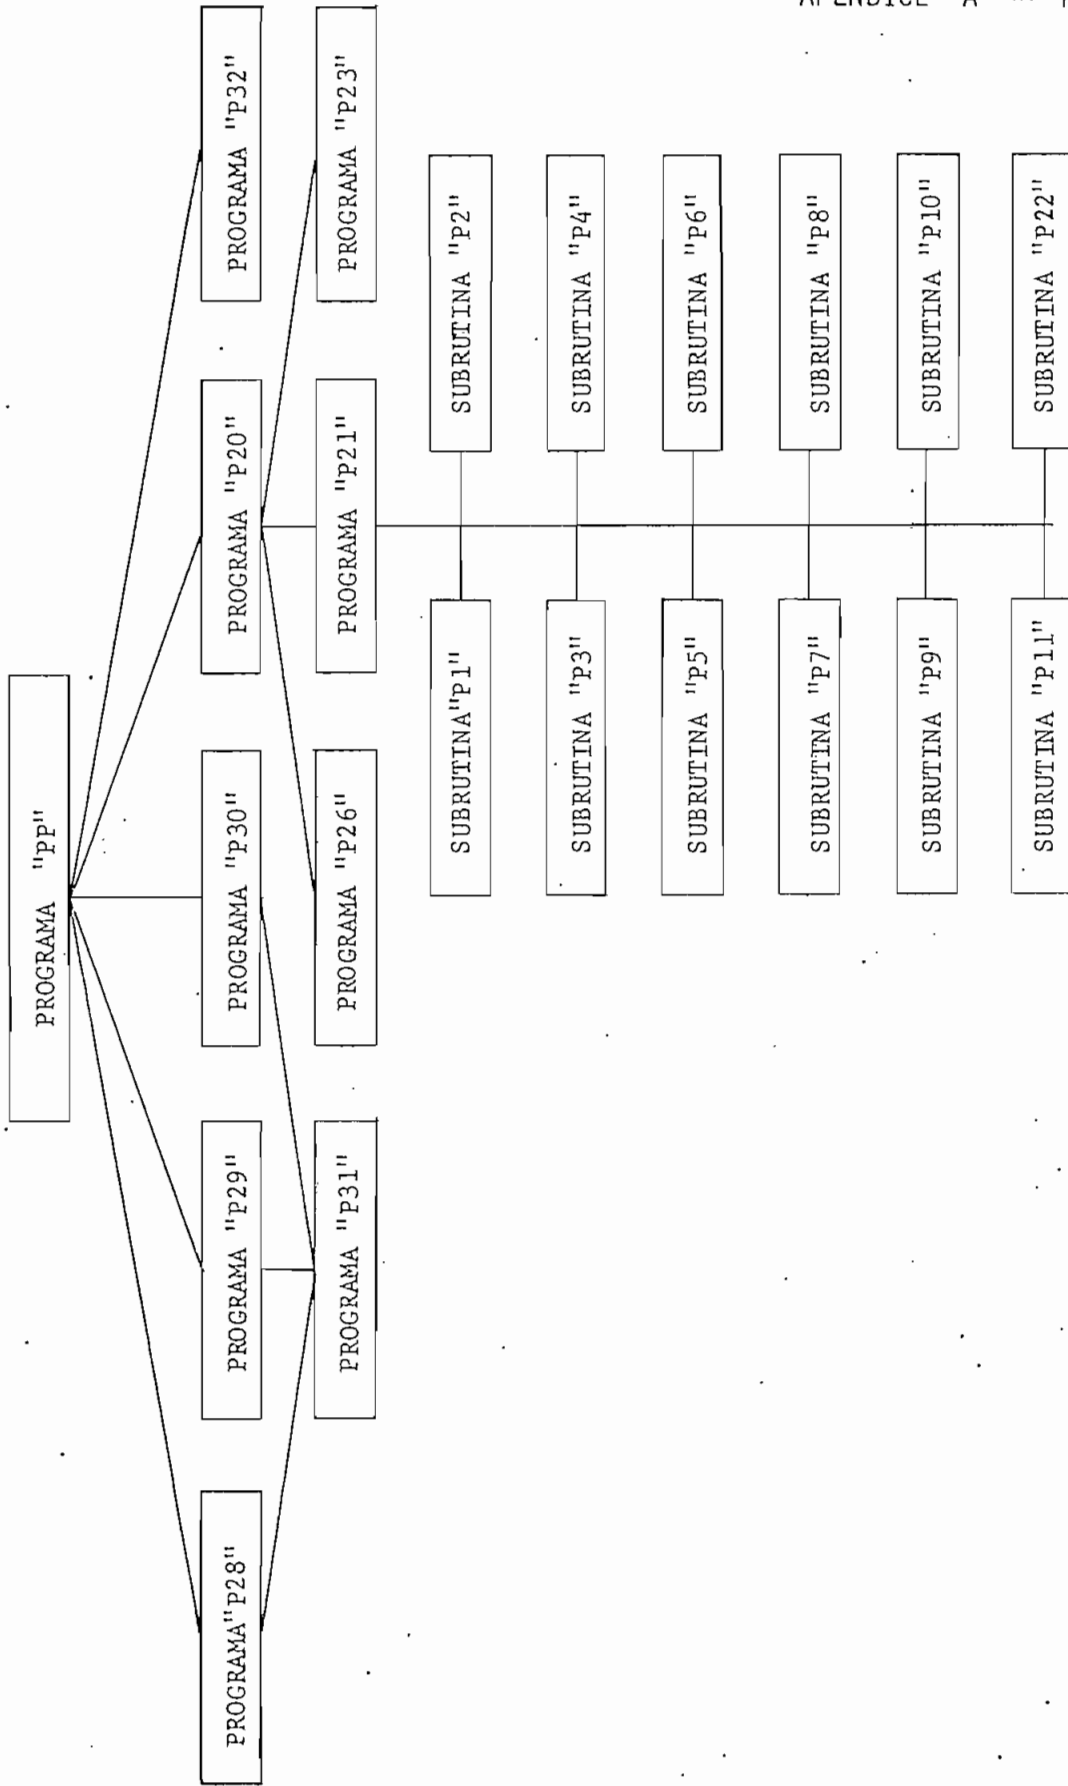 APENDICE "A"
PROGRAMA "PP"
PROGRAMA"P28"
PROGRAMA "P29"
PROGRAMA "P30"
PROGRAMA "P20"
PROGRAMA "P32"
PROGRAMA "P31"
PROGRAMA "P26"
PROGRAMA "P21"
PROGRAMA "P23"
SUBRUTINA"P1"
SUBRUTINA "P2"
SUBRUTINA "P3"
SUBRUTINA "P4"
SUBRUTINA "P5"
SUBRUTINA "P6"
SUBRUTINA "P7"
SUBRUTINA "P8"
SUBRUTINA "P9"
SUBRUTINA "P10"
SUBRUTINA "P11"
SUBRUTINA "P22"